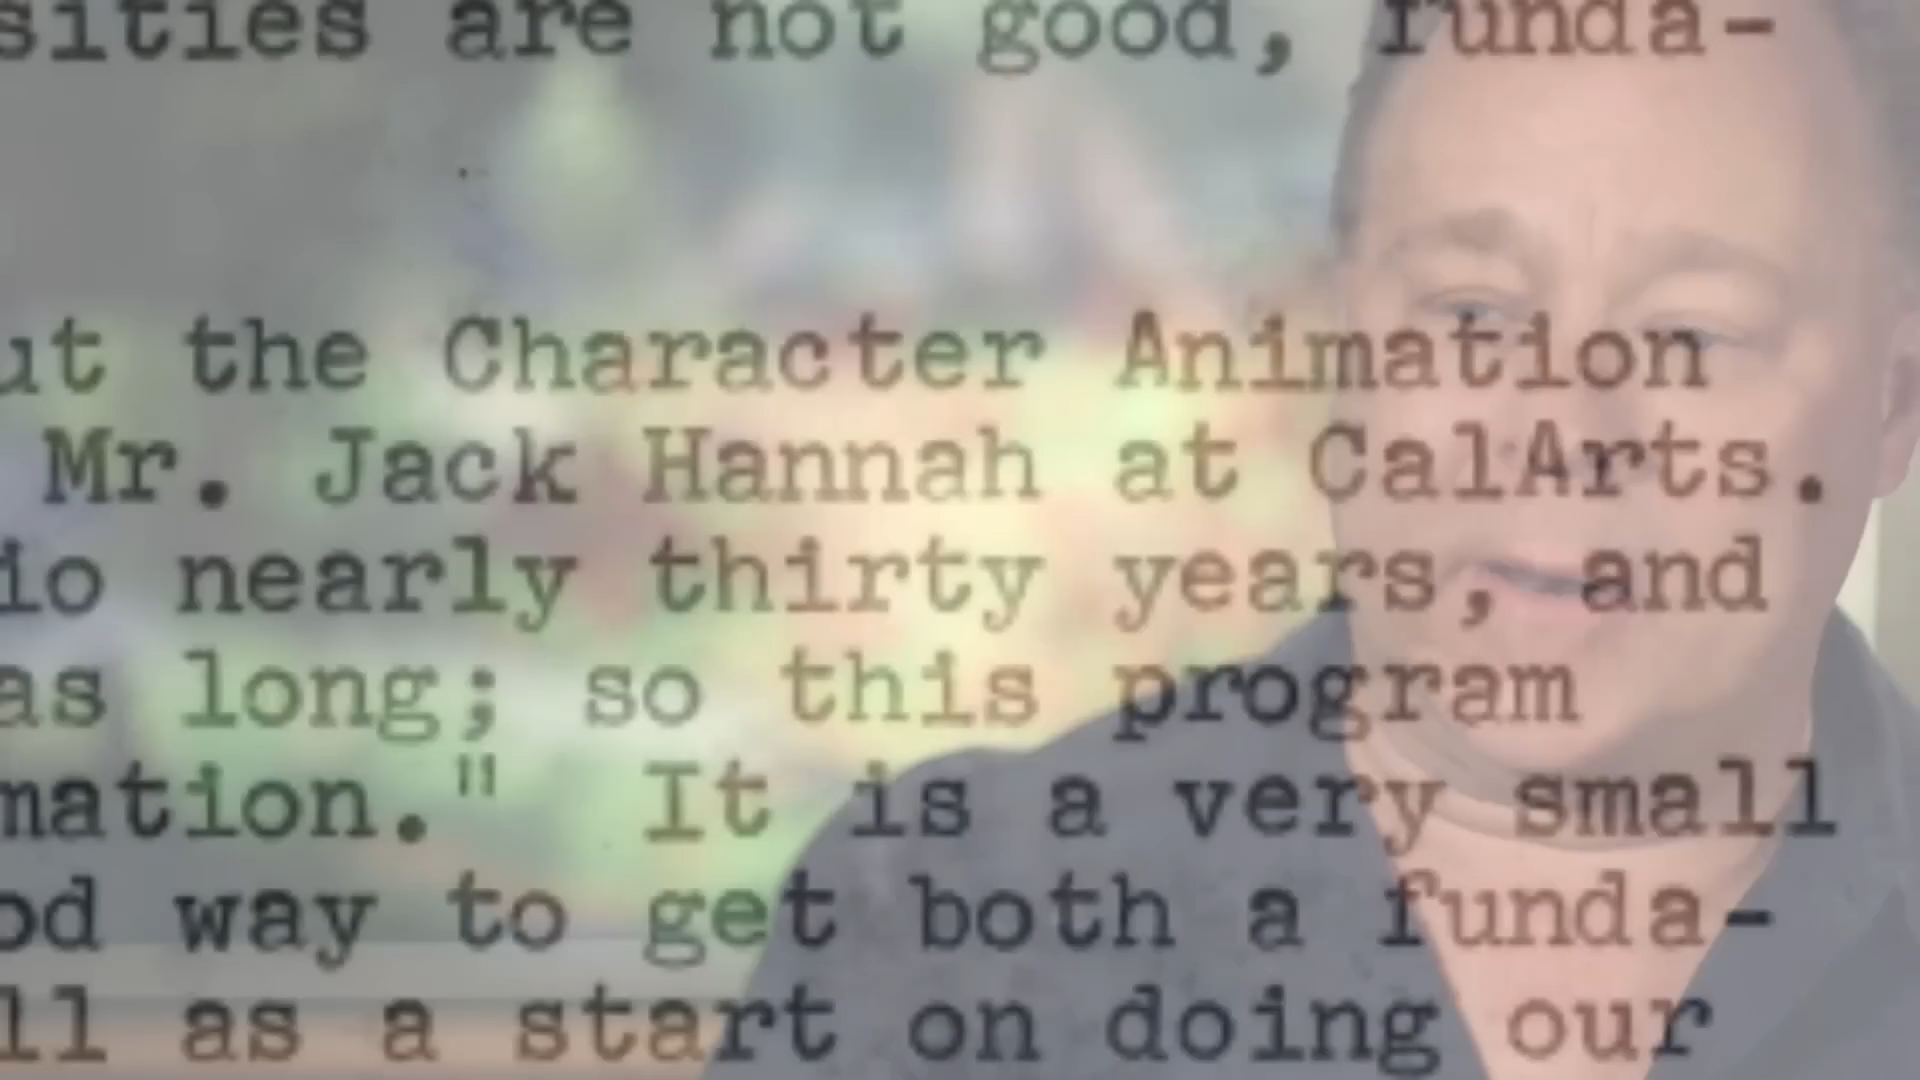 sities are not good, funda-
ut the Character Animation
Mr. Jack Hannah at CalArts.
io nearly thirty years, and
as long; so this program
mation." It is a very small
od way to get both a funda-
ll as a start on doing our